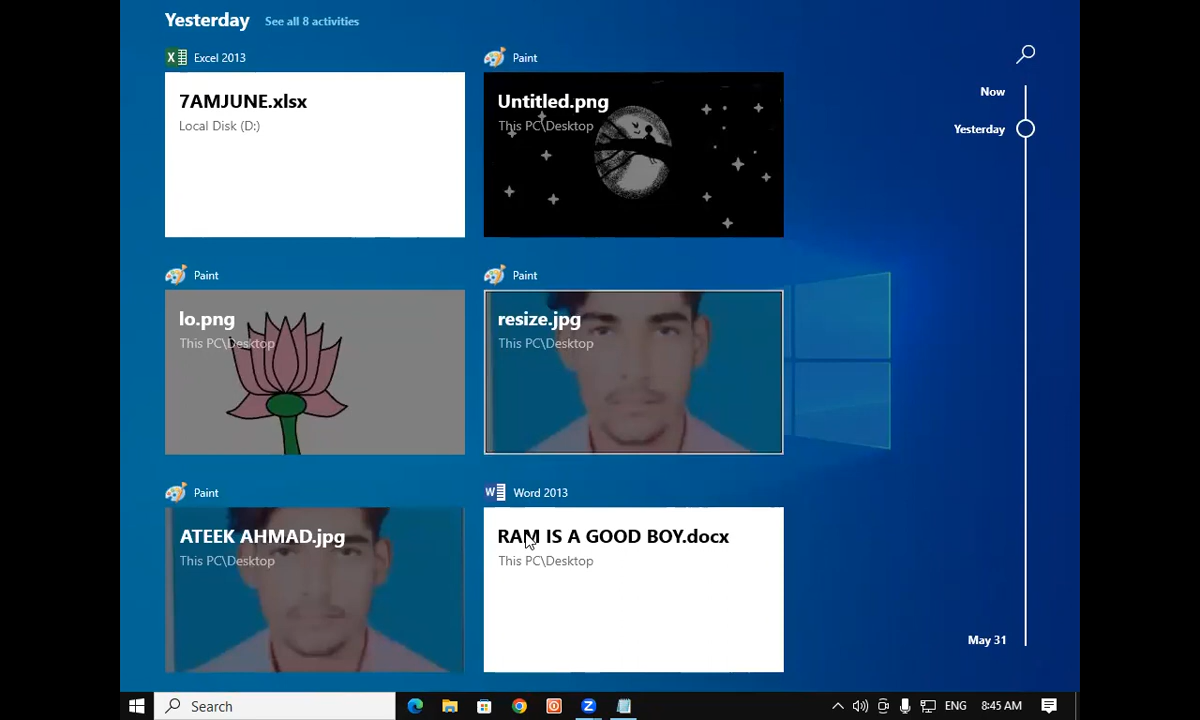 Yesterday See all 8 activities
Excel 2013
7AMJUNE.xlsx
Local Disk (D:)
Paint
Untitled.png
This PC\Desktop
Now
Yesterday
Paint
lo.png
This PC\Desktop
Paint
resize.jpg
This PC\Desktop
Paint
ATEEK AHMAD.jpg
This PC\Desktop
Word 2013
RAM IS A GOOD BOY.docx
This PC\Desktop
May 31
Search
ENG 8:45 AM